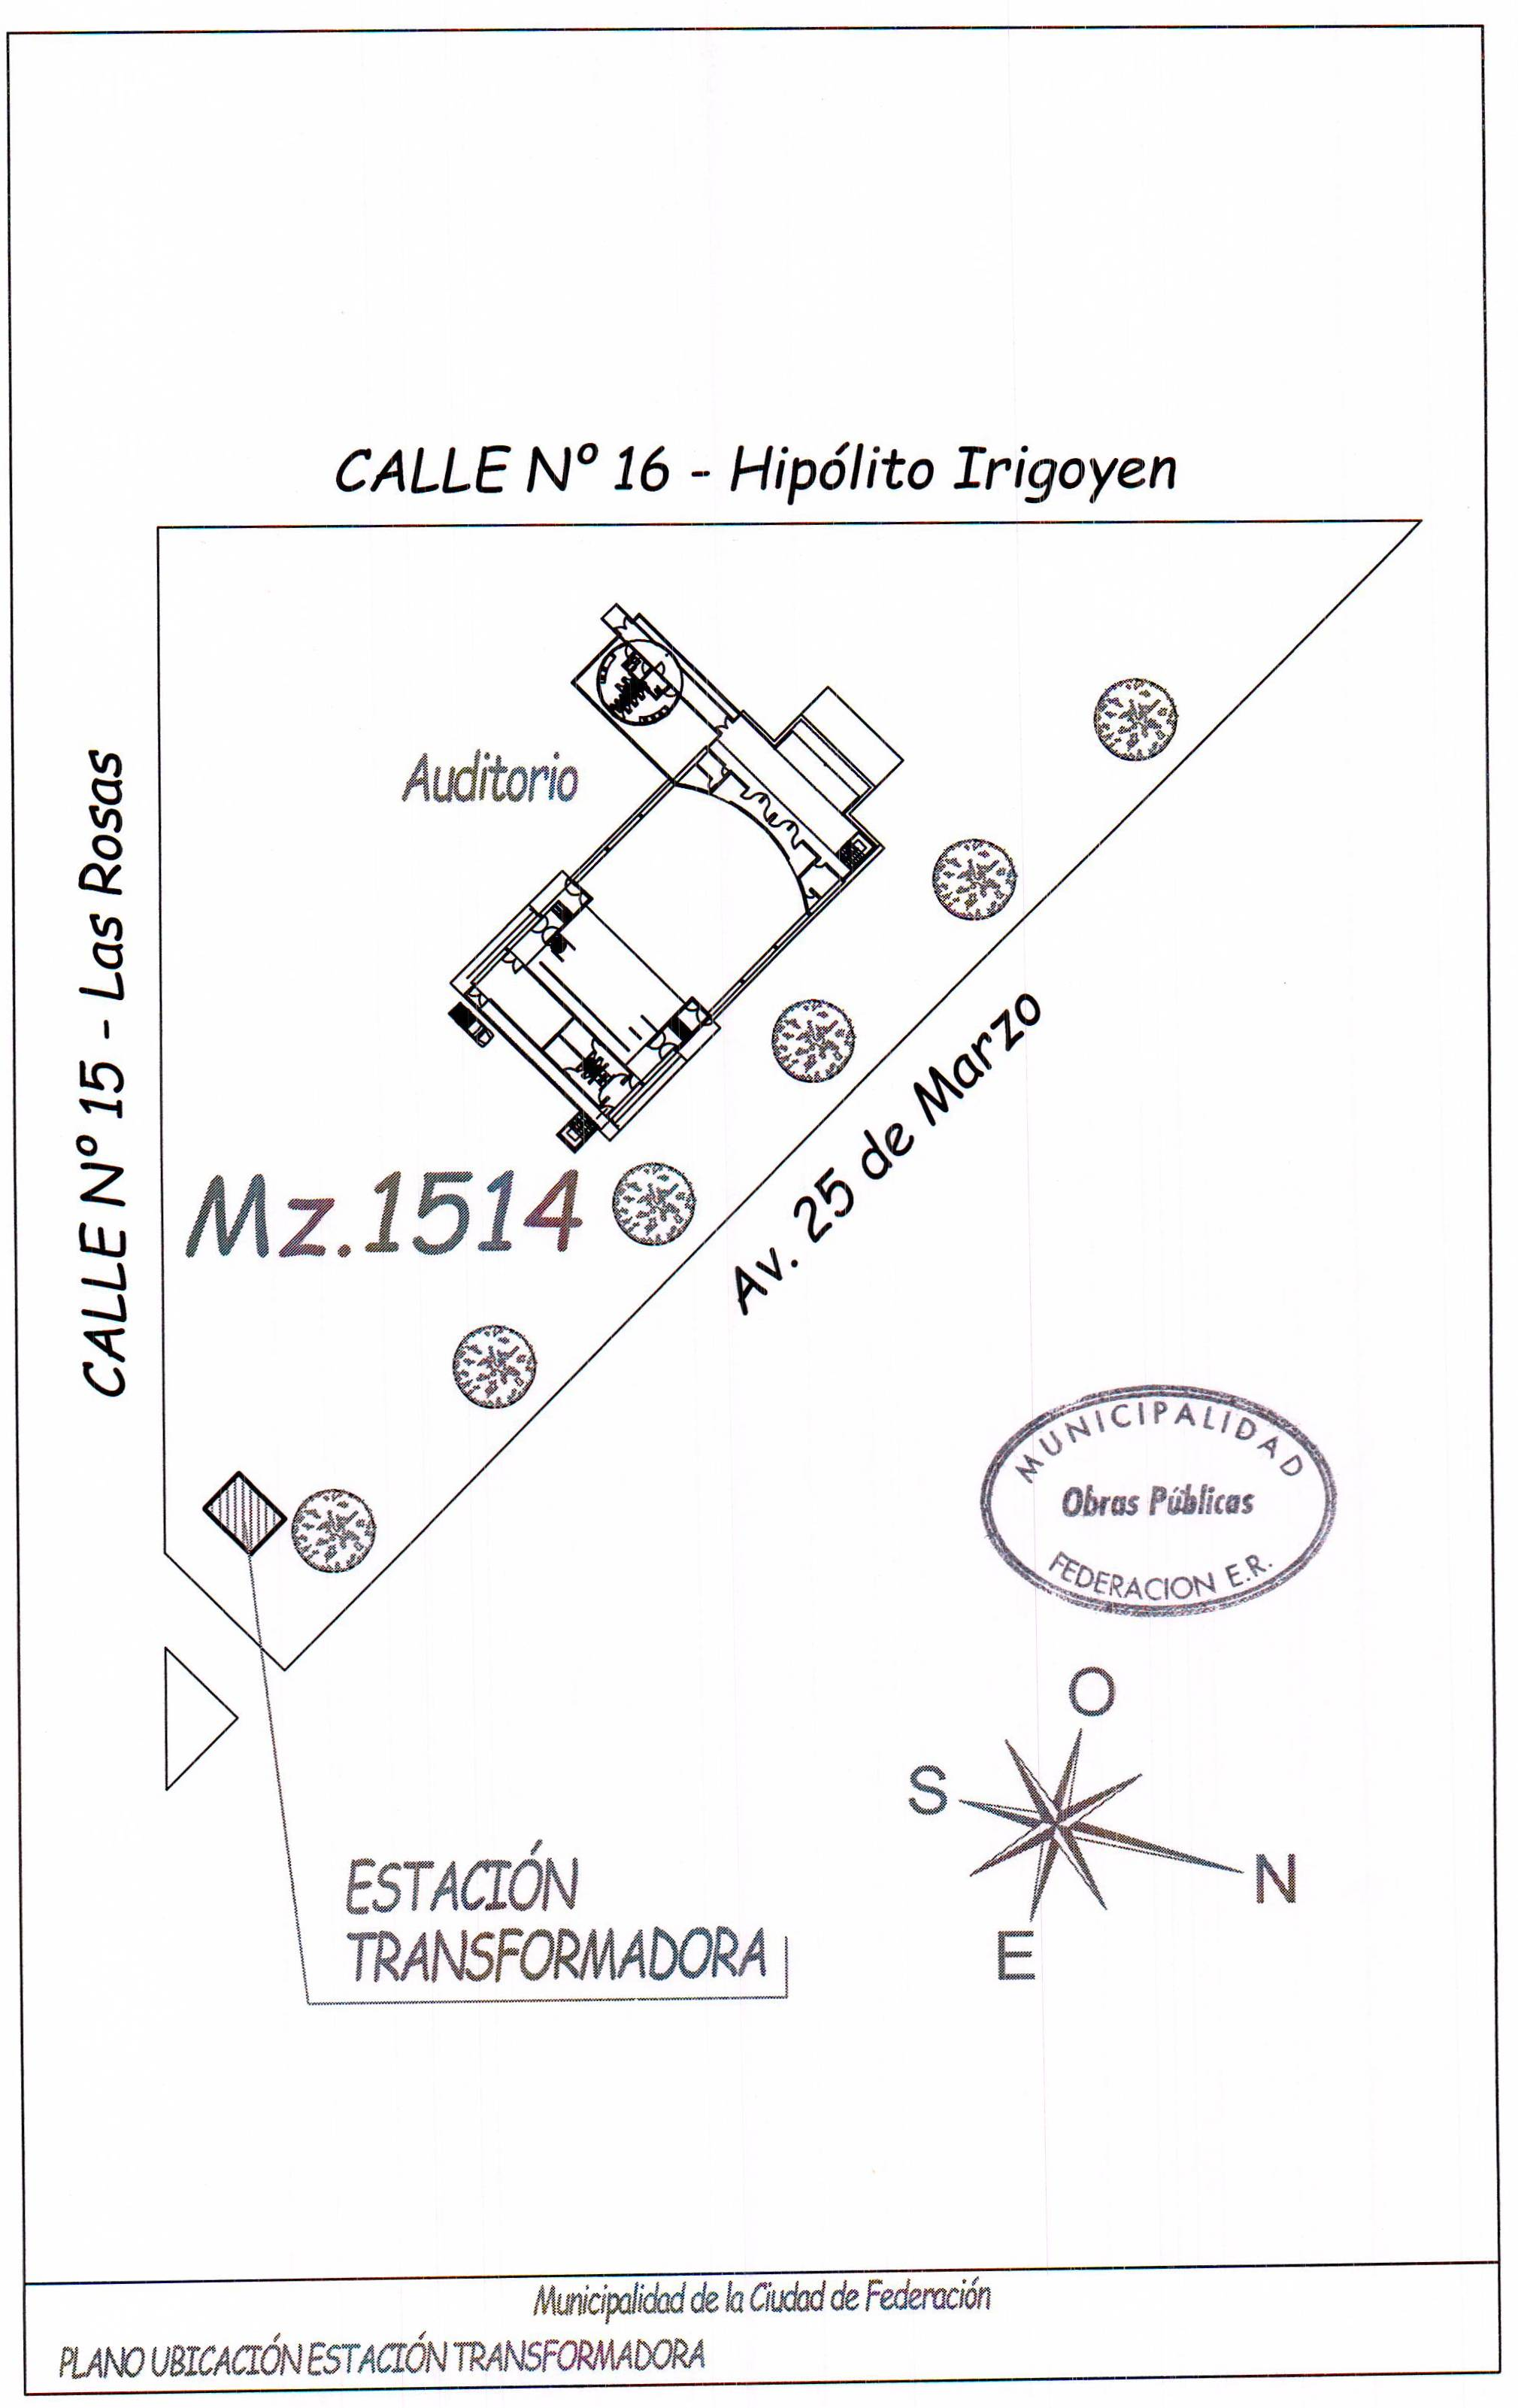 CALLE Nº 16 - Hipólito Irigoyen
CALLE Nº 15 - Las Rosas
Auditorio
Mz.1514
Av. 25 de Marzo
MUNICIPALIDAD
Obras Públicas
FEDERACION E.R.
O
S
N
E
ESTACIÓN
TRANSFORMADORA
Municipalidad de la Ciudad de Federación
PLANO UBICACIÓN ESTACIÓN TRANSFORMADORA